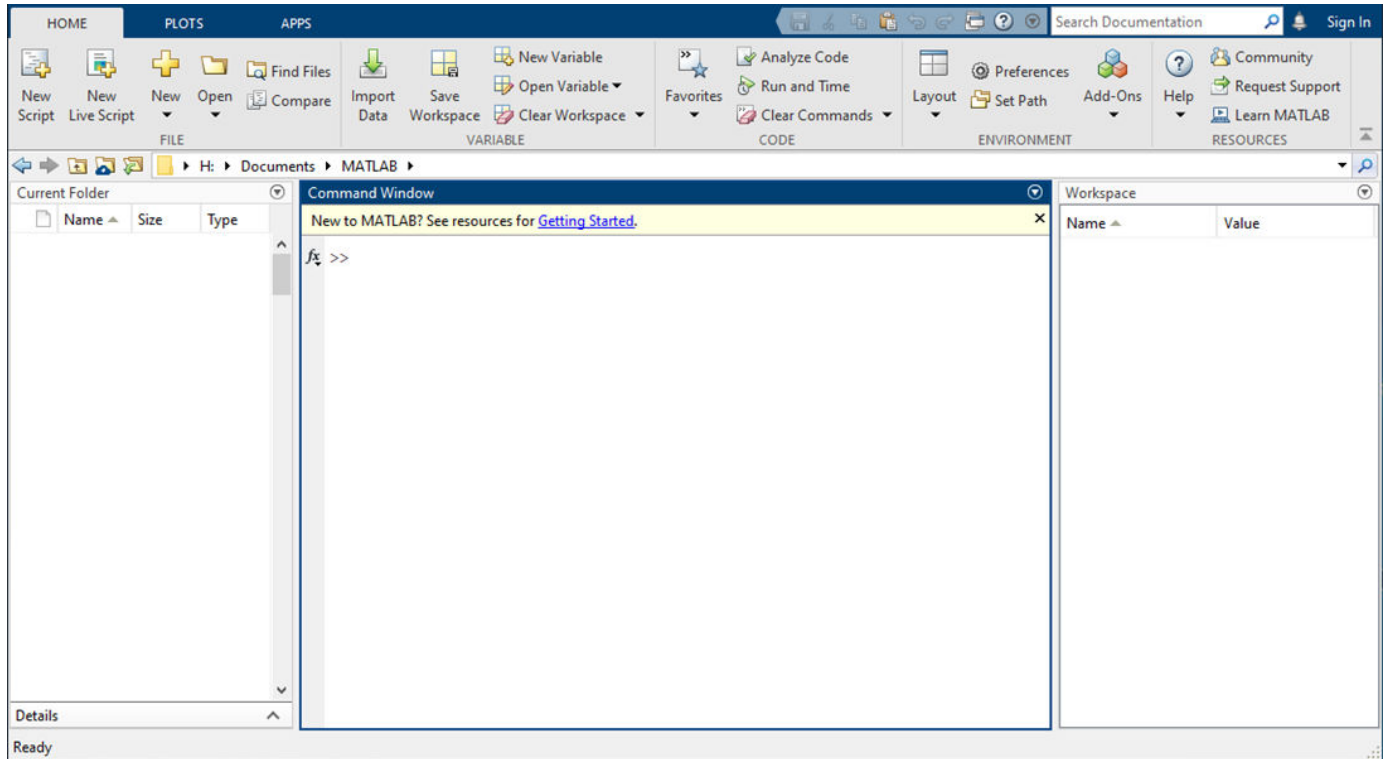 HOME PLOTS APPS Search Documentation Sign In
New Script
New Live Script
New
Open
Find Files
Compare
FILE
Import Data
Save Workspace
New Variable
Open Variable
Clear Workspace
VARIABLE
Favorites
Analyze Code
Run and Time
Clear Commands
CODE
Layout
Preferences
Set Path
Add-Ons
ENVIRONMENT
Help
Community
Request Support
Learn MATLAB
RESOURCES
H: Documents MATLAB
Current Folder
Name Size Type
Details
Command Window
New to MATLAB? See resources for Getting Started.
fx >>
Workspace
Name Value
Ready